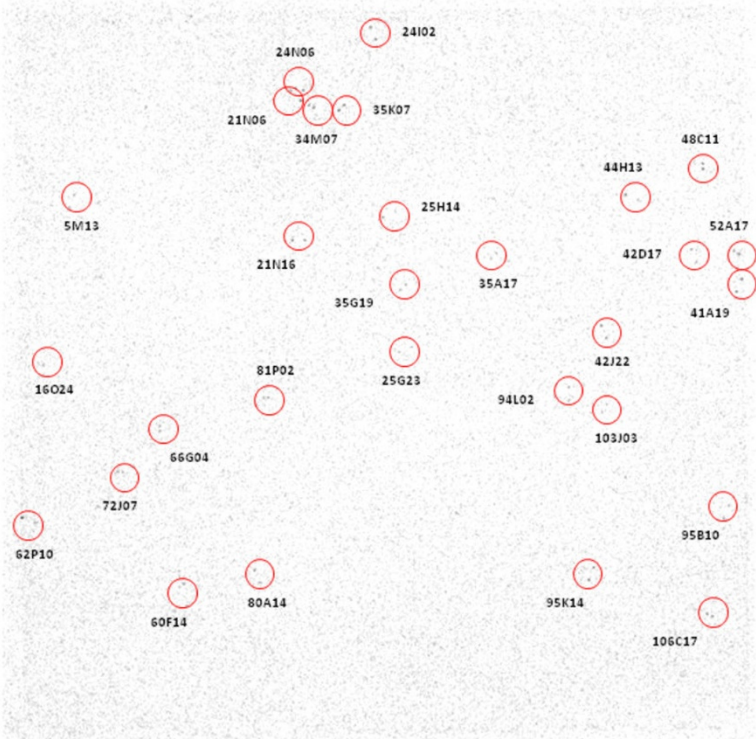 24I02
24N06
21N06
34M07
35K07
48C11
44H13
5M13
25H14
52A17
21N16
42D17
35A17
35G19
41A19
42J22
25G23
81P02
16O24
94L02
103J03
66G04
72J07
95B10
62P10
80A14
95K14
60F14
106C17